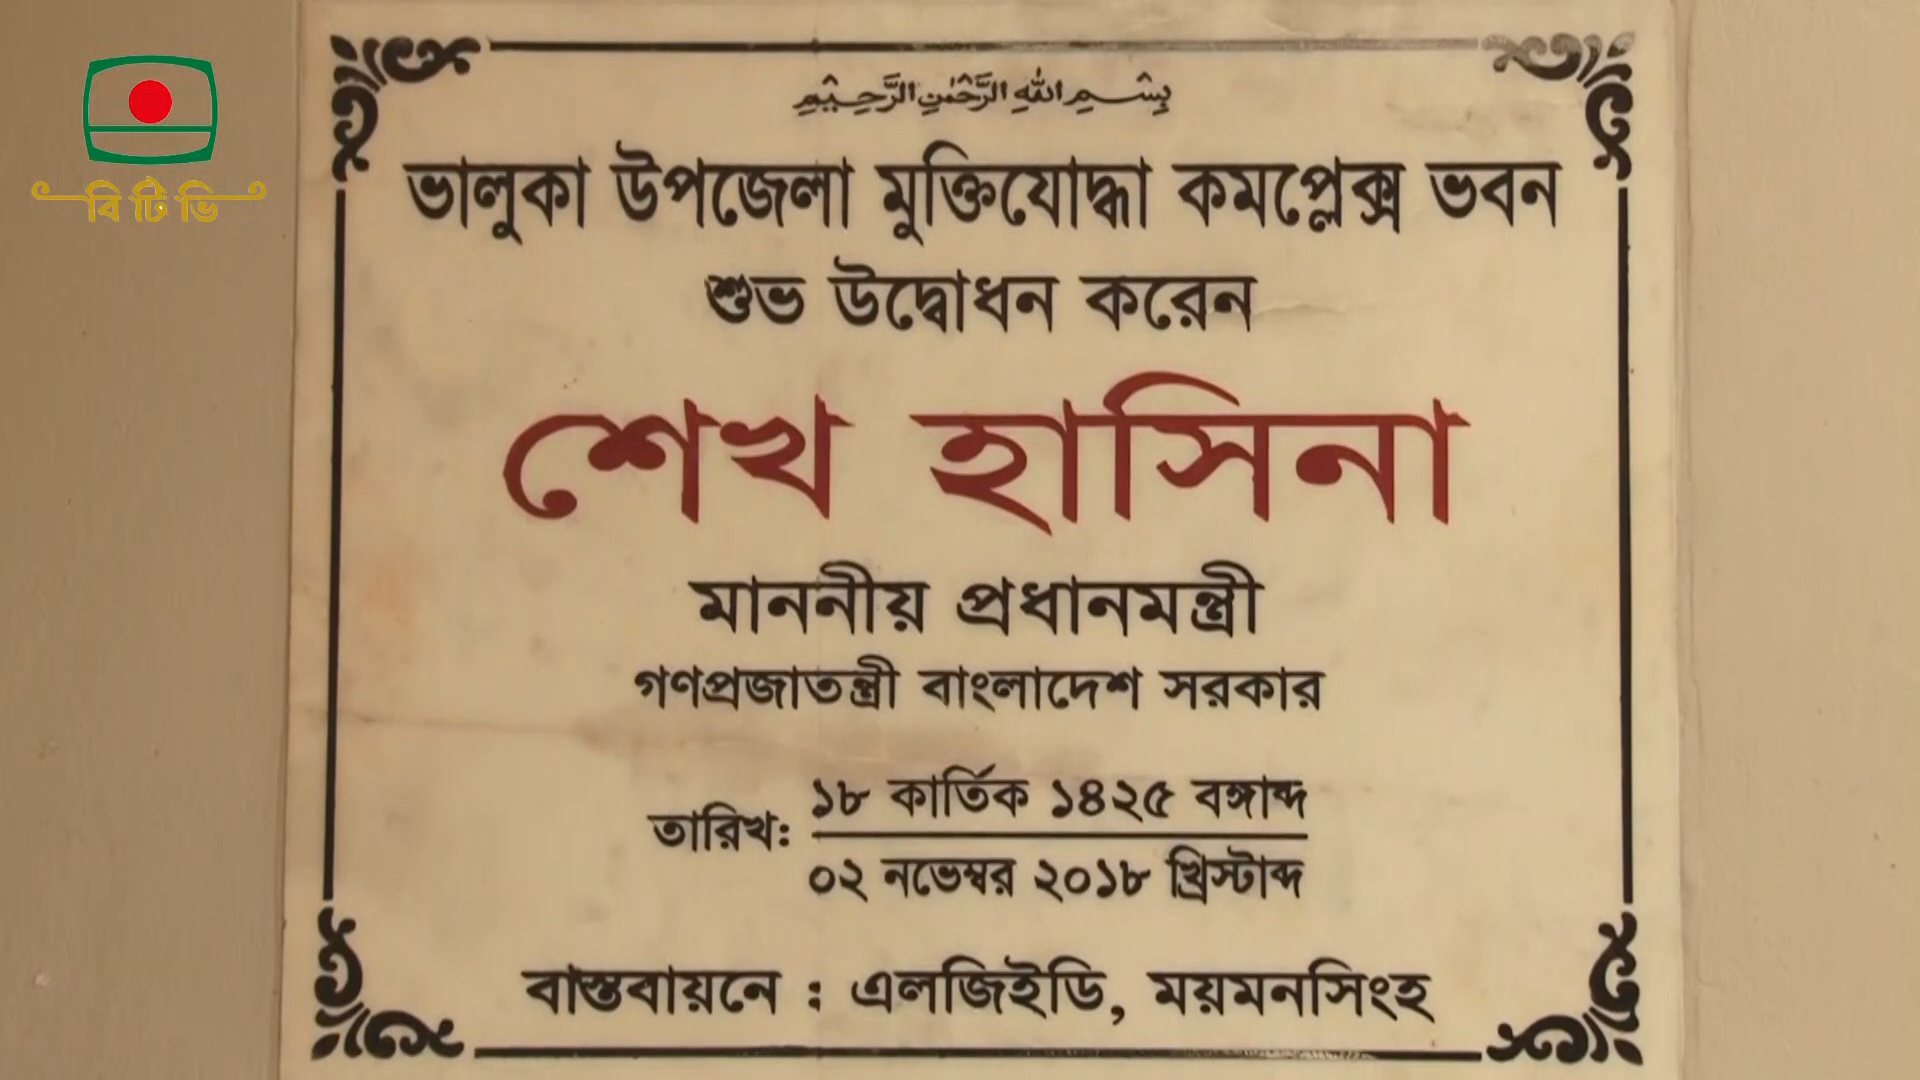 بِسْمِ اللهِ الرَّحْمٰنِ الرَّحِيْمِ
বিটিভি
ভালুকা উপজেলা মুক্তিযোদ্ধা কমপ্লেক্স ভবন
শুভ উদ্বোধন করেন
শেখ হাসিনা
মাননীয় প্রধানমন্ত্রী
গণপ্রজাতন্ত্রী বাংলাদেশ সরকার
তারিখ: ১৮ কার্তিক ১৪২৫ বঙ্গাব্দ
০২ নভেম্বর ২০১৮ খ্রিস্টাব্দ
বাস্তবায়নে : এলজিইডি, ময়মনসিংহ